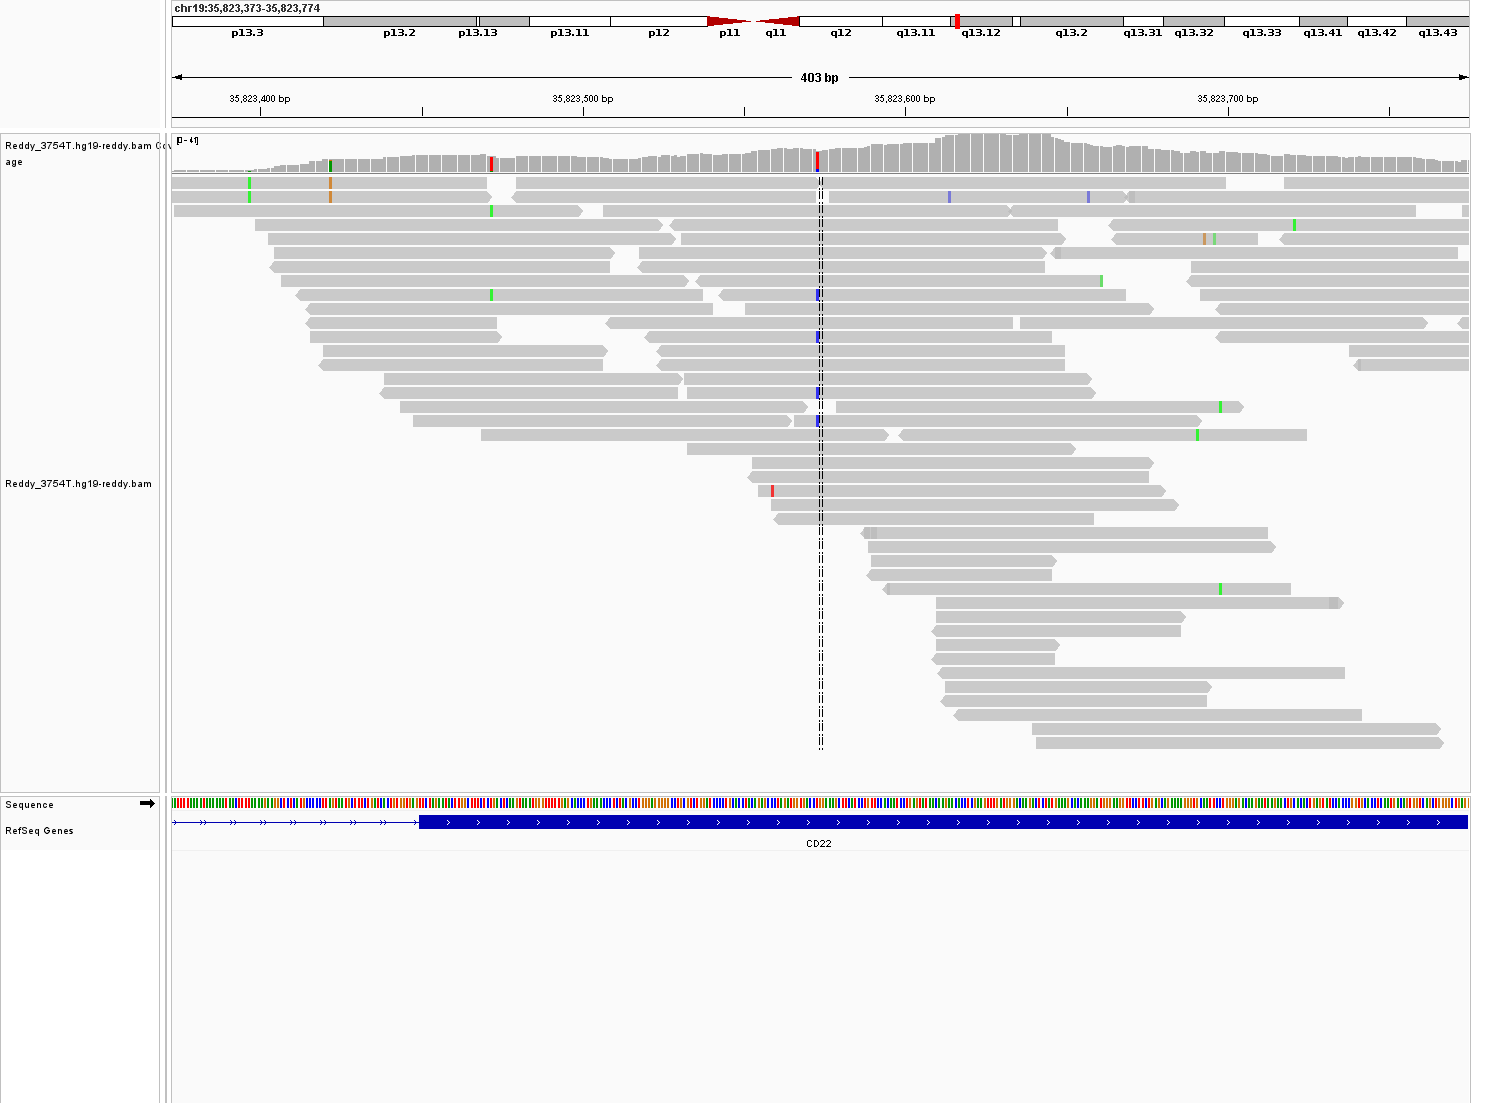 chr19:35,823,373-35,823,774
p13.3 p13.2 p13.13 p13.11 p12 p11 q11 q12 q13.11 q13.12 q13.2 q13.31 q13.32 q13.33 q13.41 q13.42 q13.43
403 bp
35,823,400 bp 35,823,500 bp 35,823,600 bp 35,823,700 bp
Reddy_3754T.hg19-reddy.bam Cov
age
[0 - 41]
Reddy_3754T.hg19-reddy.bam
Sequence
RefSeq Genes
CD22